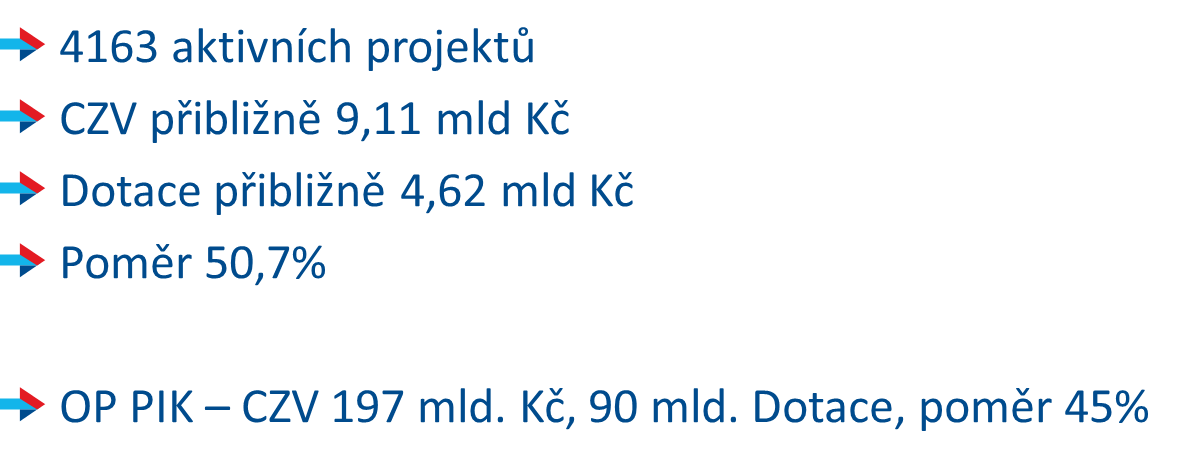 4163 aktivních projektů
CZV přibližně 9,11 mld Kč
Dotace přibližně 4,62 mld Kč
Poměr 50,7%
OP PIK – CZV 197 mld. Kč, 90 mld. Dotace, poměr 45%